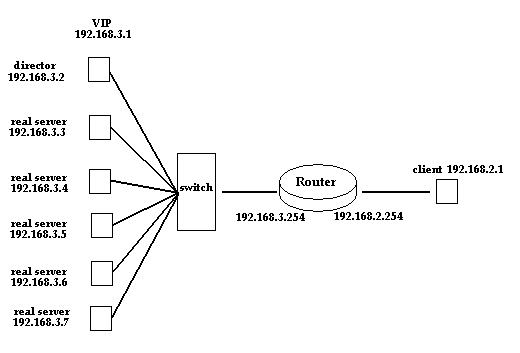 VIP
192.168.3.1
director
192.168.3.2
real server
192.168.3.3
real server
192.168.3.4
real server
192.168.3.5
real server
192.168.3.6
real server
192.168.3.7
switch
Router
192.168.3.254
192.168.2.254
client 192.168.2.1